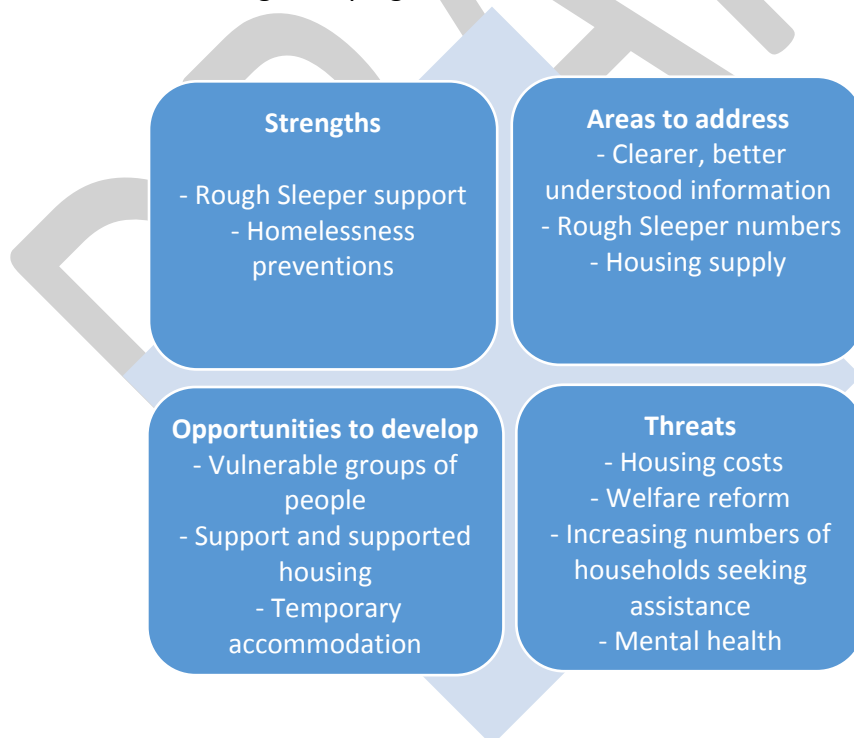 Strengths
- Rough Sleeper support
- Homelessness
preventions
Areas to address
- Clearer, better
understood information
- Rough Sleeper numbers
- Housing supply
Opportunities to develop
- Vulnerable groups of
people
- Support and supported
housing
- Temporary
accommodation
Threats
- Housing costs
- Welfare reform
- Increasing numbers of
households seeking
assistance
- Mental health